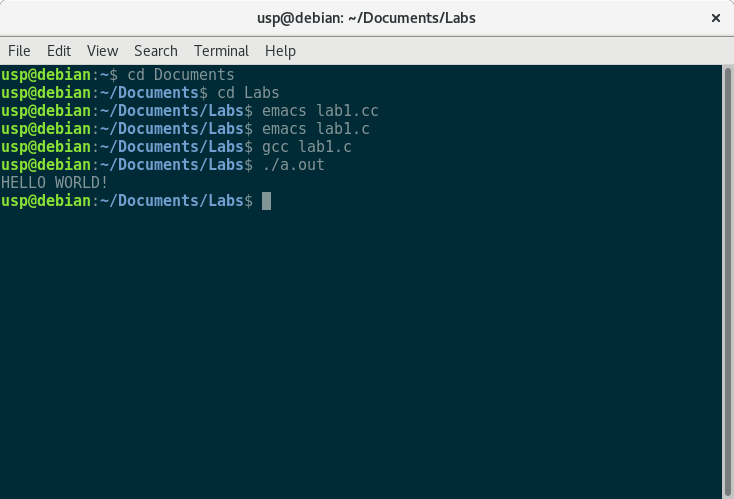 usp@debian: ~/Documents/Labs ×
File Edit View Search Terminal Help
usp@debian:~$ cd Documents
usp@debian:~/Documents$ cd Labs
usp@debian:~/Documents/Labs$ emacs lab1.cc
usp@debian:~/Documents/Labs$ emacs lab1.c
usp@debian:~/Documents/Labs$ gcc lab1.c
usp@debian:~/Documents/Labs$ ./a.out
HELLO WORLD!
usp@debian:~/Documents/Labs$